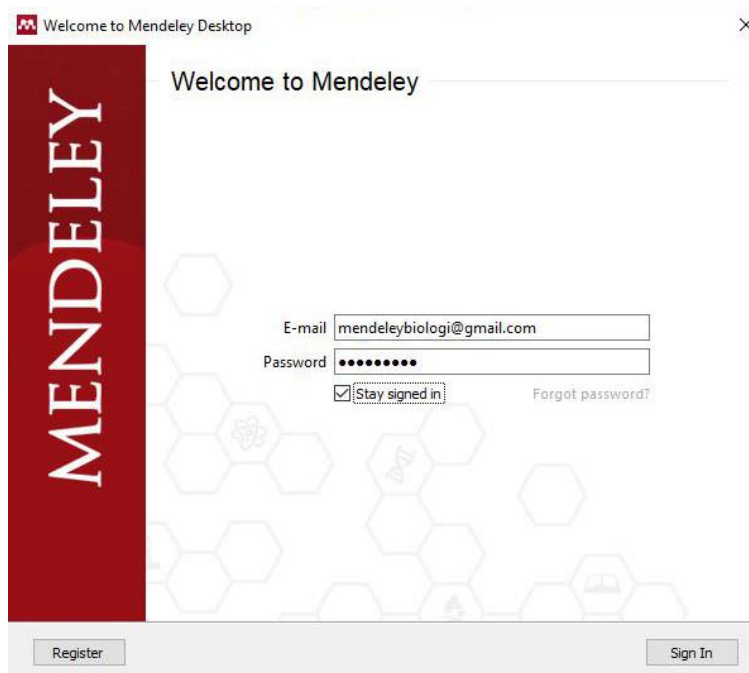 Welcome to Mendeley Desktop
MENDELEY
Welcome to Mendeley
E-mail mendeleybiologi@gmail.com
Password •••••••••
Stay signed in Forgot password?
Register Sign In